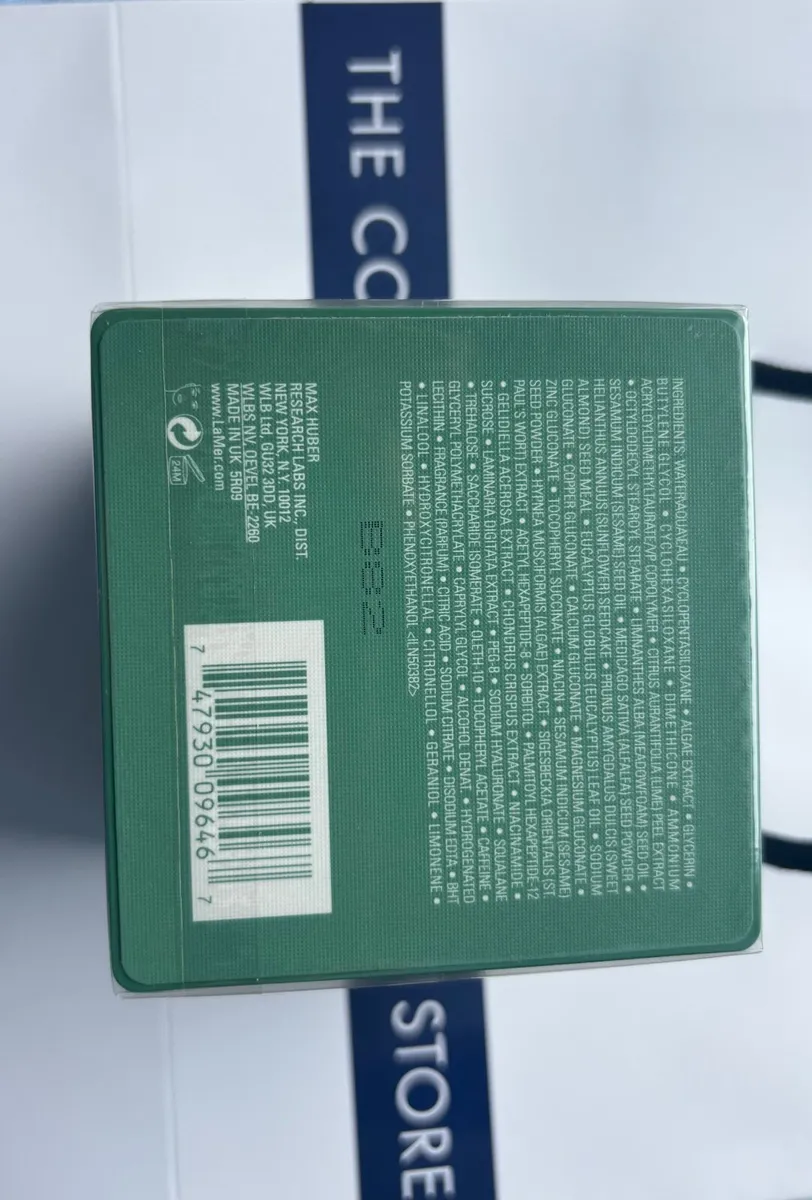 THE CO
STORE
INGREDIENTS: WATER\AQUA\EAU • CYCLOPENTASILOXANE • ALGAE EXTRACT • GLYCERIN •
BUTYLENE GLYCOL • CYCLOHEXASILOXANE • DIMETHICONE • AMMONIUM
ACRYLOYLDIMETHYLTAURATE/VP COPOLYMER • CITRUS AURANTIFOLIA (LIME) PEEL EXTRACT
• OCTYLDODECYL STEAROYL STEARATE • LIMNANTHES ALBA (MEADOWFOAM) SEED OIL •
SESAMUM INDICUM (SESAME) SEED OIL • MEDICAGO SATIVA (ALFALFA) SEED POWDER •
HELIANTHUS ANNUUS (SUNFLOWER) SEEDCAKE • PRUNUS AMYGDALUS DULCIS (SWEET
ALMOND) SEED MEAL • EUCALYPTUS GLOBULUS (EUCALYPTUS) LEAF OIL • SODIUM
GLUCONATE • COPPER GLUCONATE • CALCIUM GLUCONATE • MAGNESIUM GLUCONATE •
ZINC GLUCONATE • TOCOPHERYL SUCCINATE • NIACIN • SESAMUM INDICUM (SESAME)
SEED POWDER • HYPNEA MUSCIFORMIS (ALGAE) EXTRACT • SIGESBECKIA ORIENTALIS (ST.
PAUL'S WORT) EXTRACT • ACETYL HEXAPEPTIDE-8 • SORBITOL • PALMITOYL HEXAPEPTIDE-12
• GELIDIELLA ACEROSA EXTRACT • CHONDRUS CRISPUS EXTRACT • NIACINAMIDE •
SUCROSE • LAMINARIA DIGITATA EXTRACT • PEG-8 • SODIUM HYALURONATE • SQUALANE
• TREHALOSE • SACCHARIDE ISOMERATE • OLETH-10 • TOCOPHERYL ACETATE • CAFFEINE •
GLYCERYL POLYMETHACRYLATE • CAPRYLYL GLYCOL • ALCOHOL DENAT. • HYDROGENATED
LECITHIN • FRAGRANCE (PARFUM) • CITRIC ACID • SODIUM CITRATE • DISODIUM EDTA • BHT
• LINALOOL • HYDROXYCITRONELLAL • CITRONELLOL • GERANIOL • LIMONENE •
POTASSIUM SORBATE • PHENOXYETHANOL <ILN50382>
MAX HUBER
RESEARCH LABS INC., DIST.
NEW YORK, N.Y. 10012
WLB Ltd, GU32 3DD, UK
WLBS NV, OEVEL BE-2260
MADE IN UK 5R09
www.LaMer.com
24M
7 47930 09646 7